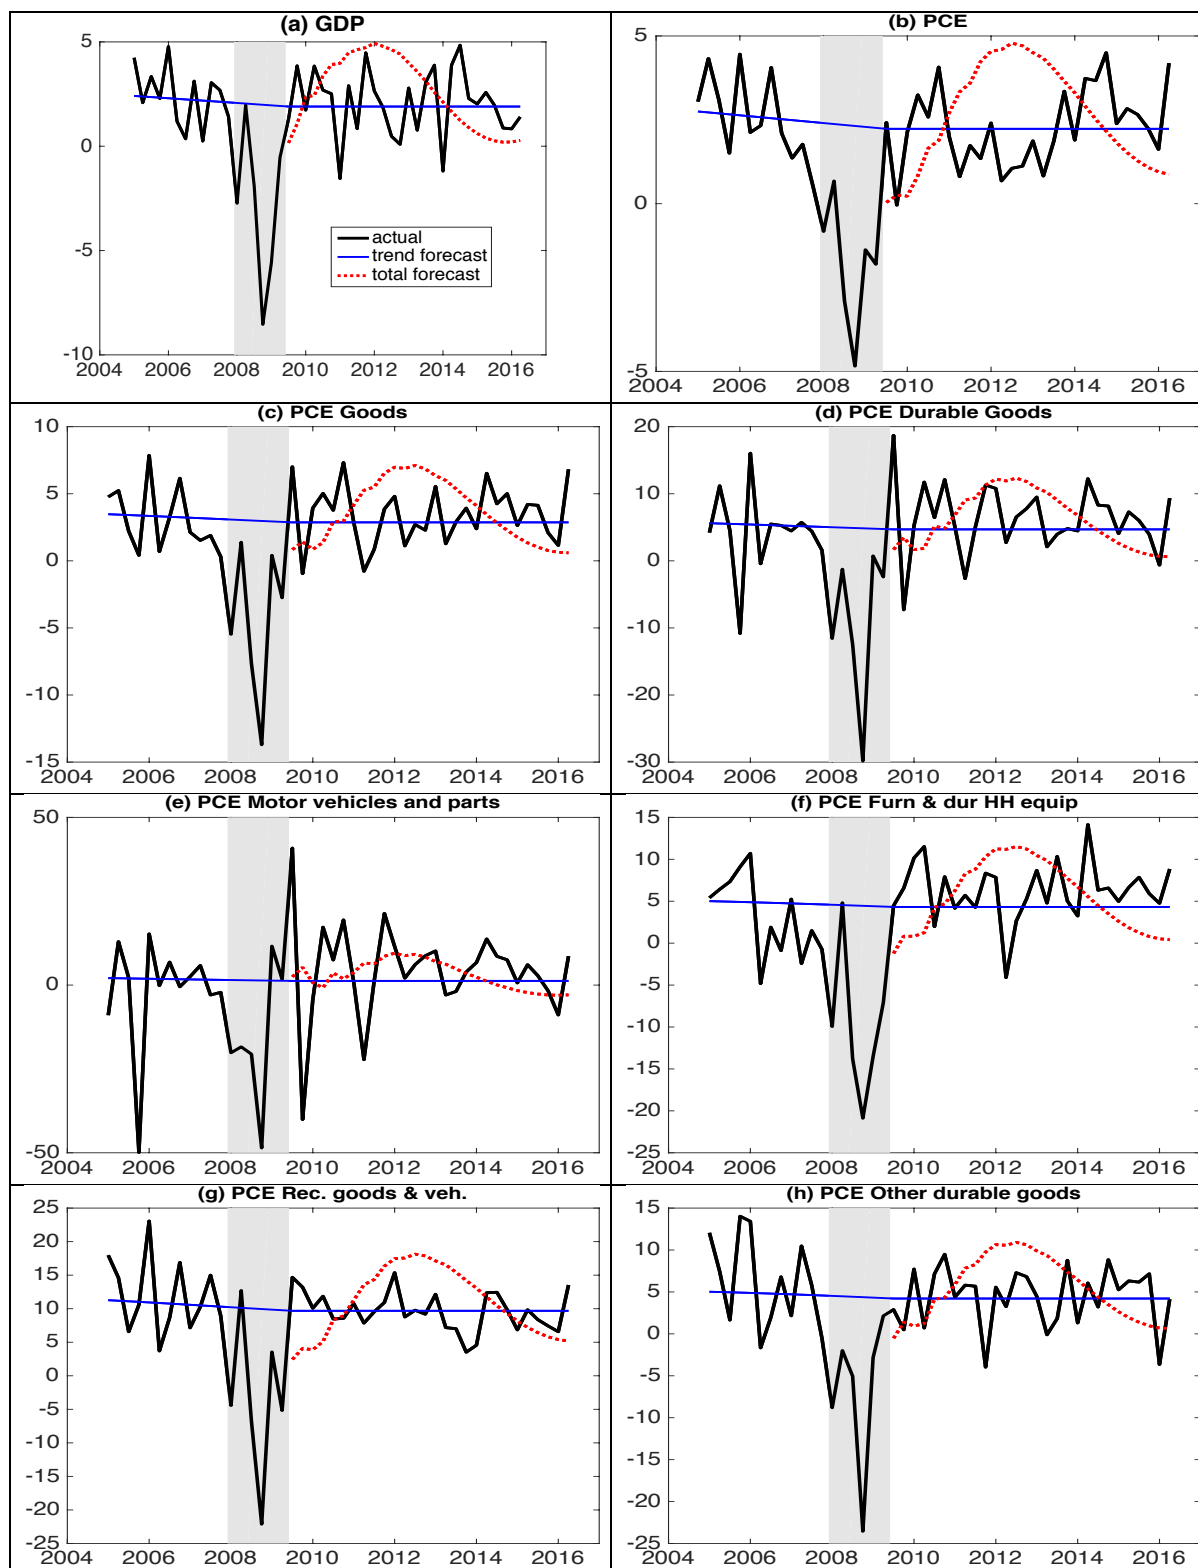 (a) GDP
5
0
-5
-10
2004 2006 2008 2010 2012 2014 2016
actual
trend forecast
total forecast
(b) PCE
5
0
-5
2004 2006 2008 2010 2012 2014 2016
(c) PCE Goods
10
5
0
-5
-10
-15
2004 2006 2008 2010 2012 2014 2016
(d) PCE Durable Goods
20
10
0
-10
-20
-30
2004 2006 2008 2010 2012 2014 2016
(e) PCE Motor vehicles and parts
50
0
-50
2004 2006 2008 2010 2012 2014 2016
(f) PCE Furn & dur HH equip
15
10
5
0
-5
-10
-15
-20
-25
2004 2006 2008 2010 2012 2014 2016
(g) PCE Rec. goods & veh.
25
20
15
10
5
0
-5
-10
-15
-20
-25
2004 2006 2008 2010 2012 2014 2016
(h) PCE Other durable goods
15
10
5
0
-5
-10
-15
-20
-25
2004 2006 2008 2010 2012 2014 2016